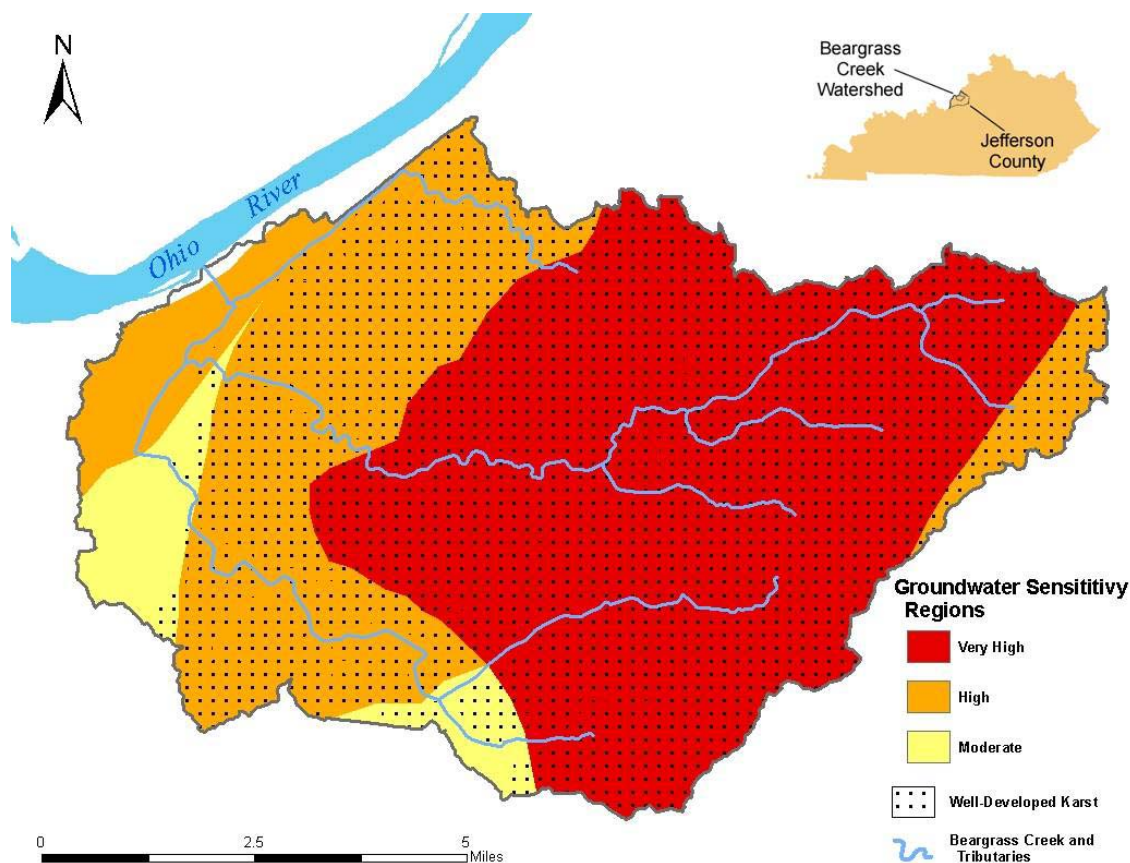 N
Ohio River
Beargrass
Creek
Watershed
Jefferson
County
Groundwater Sensititivy
Regions
Very High
High
Moderate
Well-Developed Karst
Beargrass Creek and
Tributaries
0
2.5
5
Miles